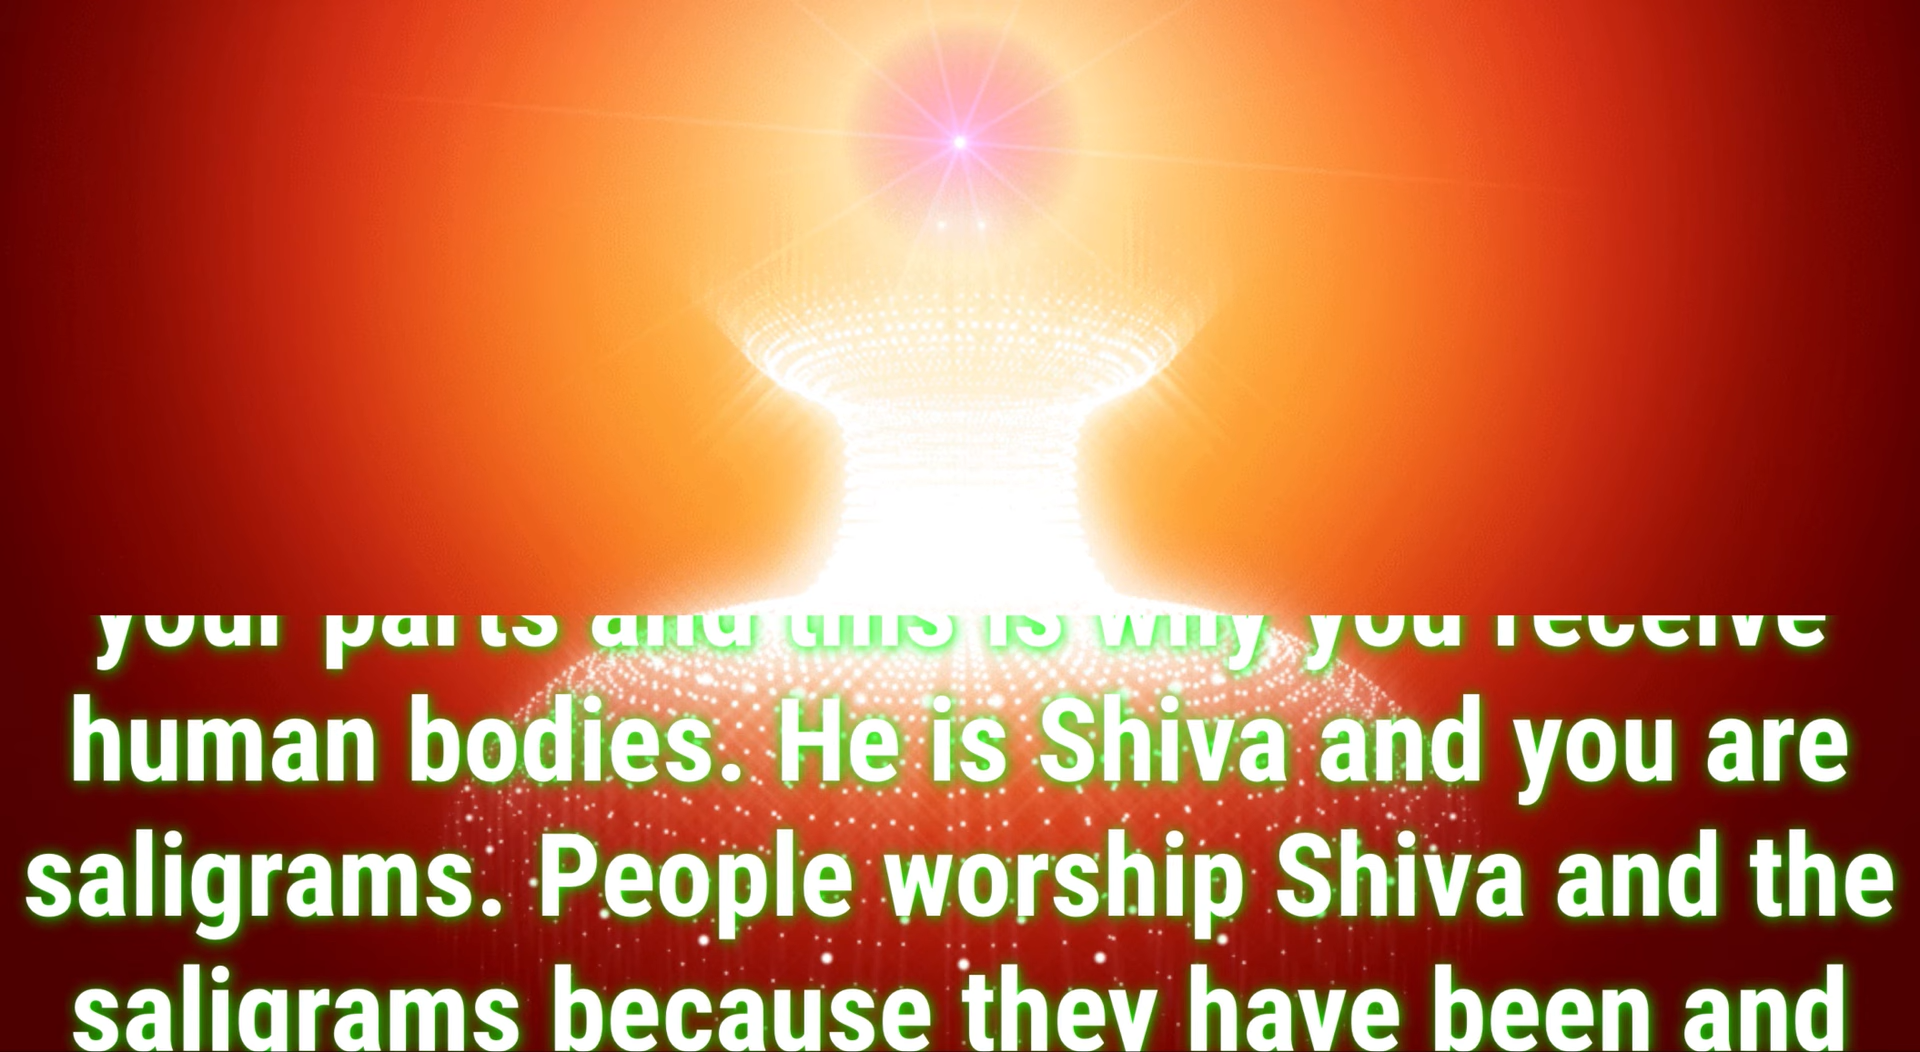 your parts and this is why you receive
human bodies. He is Shiva and you are
saligrams. People worship Shiva and the
saligrams because they have been and